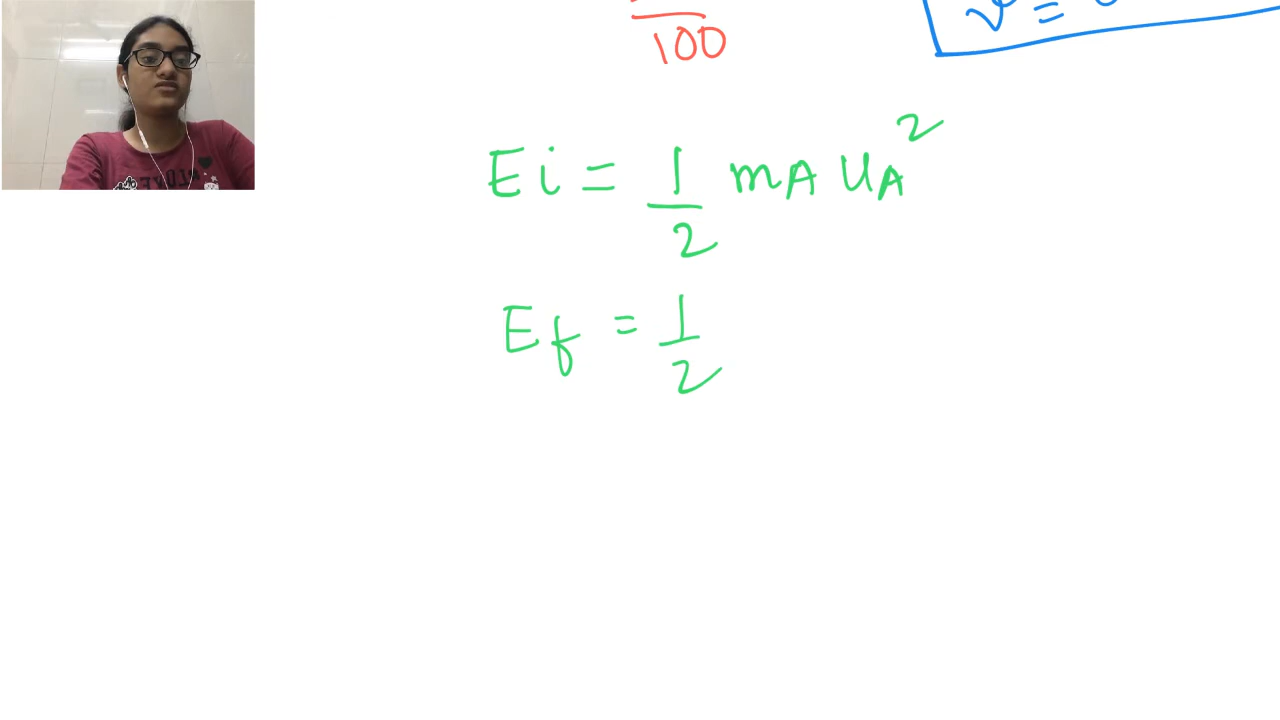 100
v =
Ei = 1/2 mA uA²
Ef = 1/2